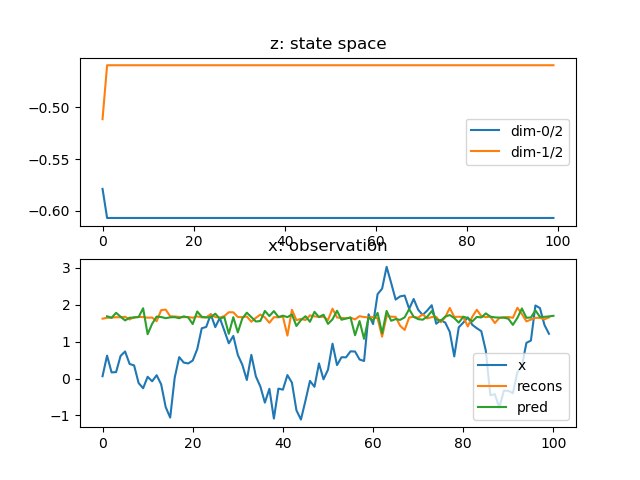 z: state space
−0.50
−0.55
−0.60
dim-0/2
dim-1/2
0 20 40 60 80 100
x: observation
3
2
1
0
−1
x
recons
pred
0 20 40 60 80 100